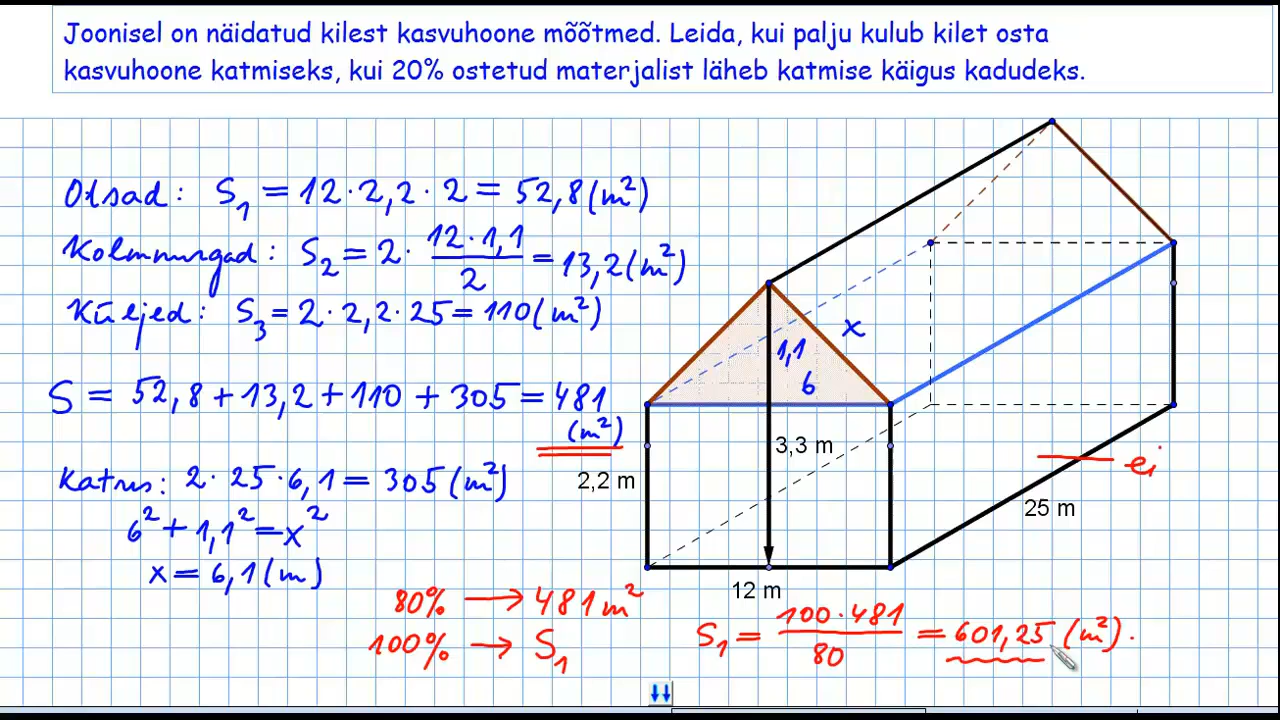 Joonisel on näidatud kilest kasvuhoone mõõtmed. Leida, kui palju kulub kilet osta
kasvuhoone katmiseks, kui 20% ostetud materjalist läheb katmise käigus kadudeks.
Otsad: S₁ = 12·2,2·2 = 52,8(m²)
Kolmnurgad: S₂ = 2· 12·1,1/2 = 13,2(m²)
Küljed: S₃ = 2·2,2·25 = 110(m²)
S = 52,8 + 13,2 + 110 + 305 = 481
(m²)
Katus: 2·25·6,1 = 305(m²)
6² + 1,1² = x²
x = 6,1(m)
80% → 481m²
100% → S₁
S₁ = 100·481/80 = 601,25(m²).
x
1,1
6
3,3 m
2,2 m
12 m
25 m
ei